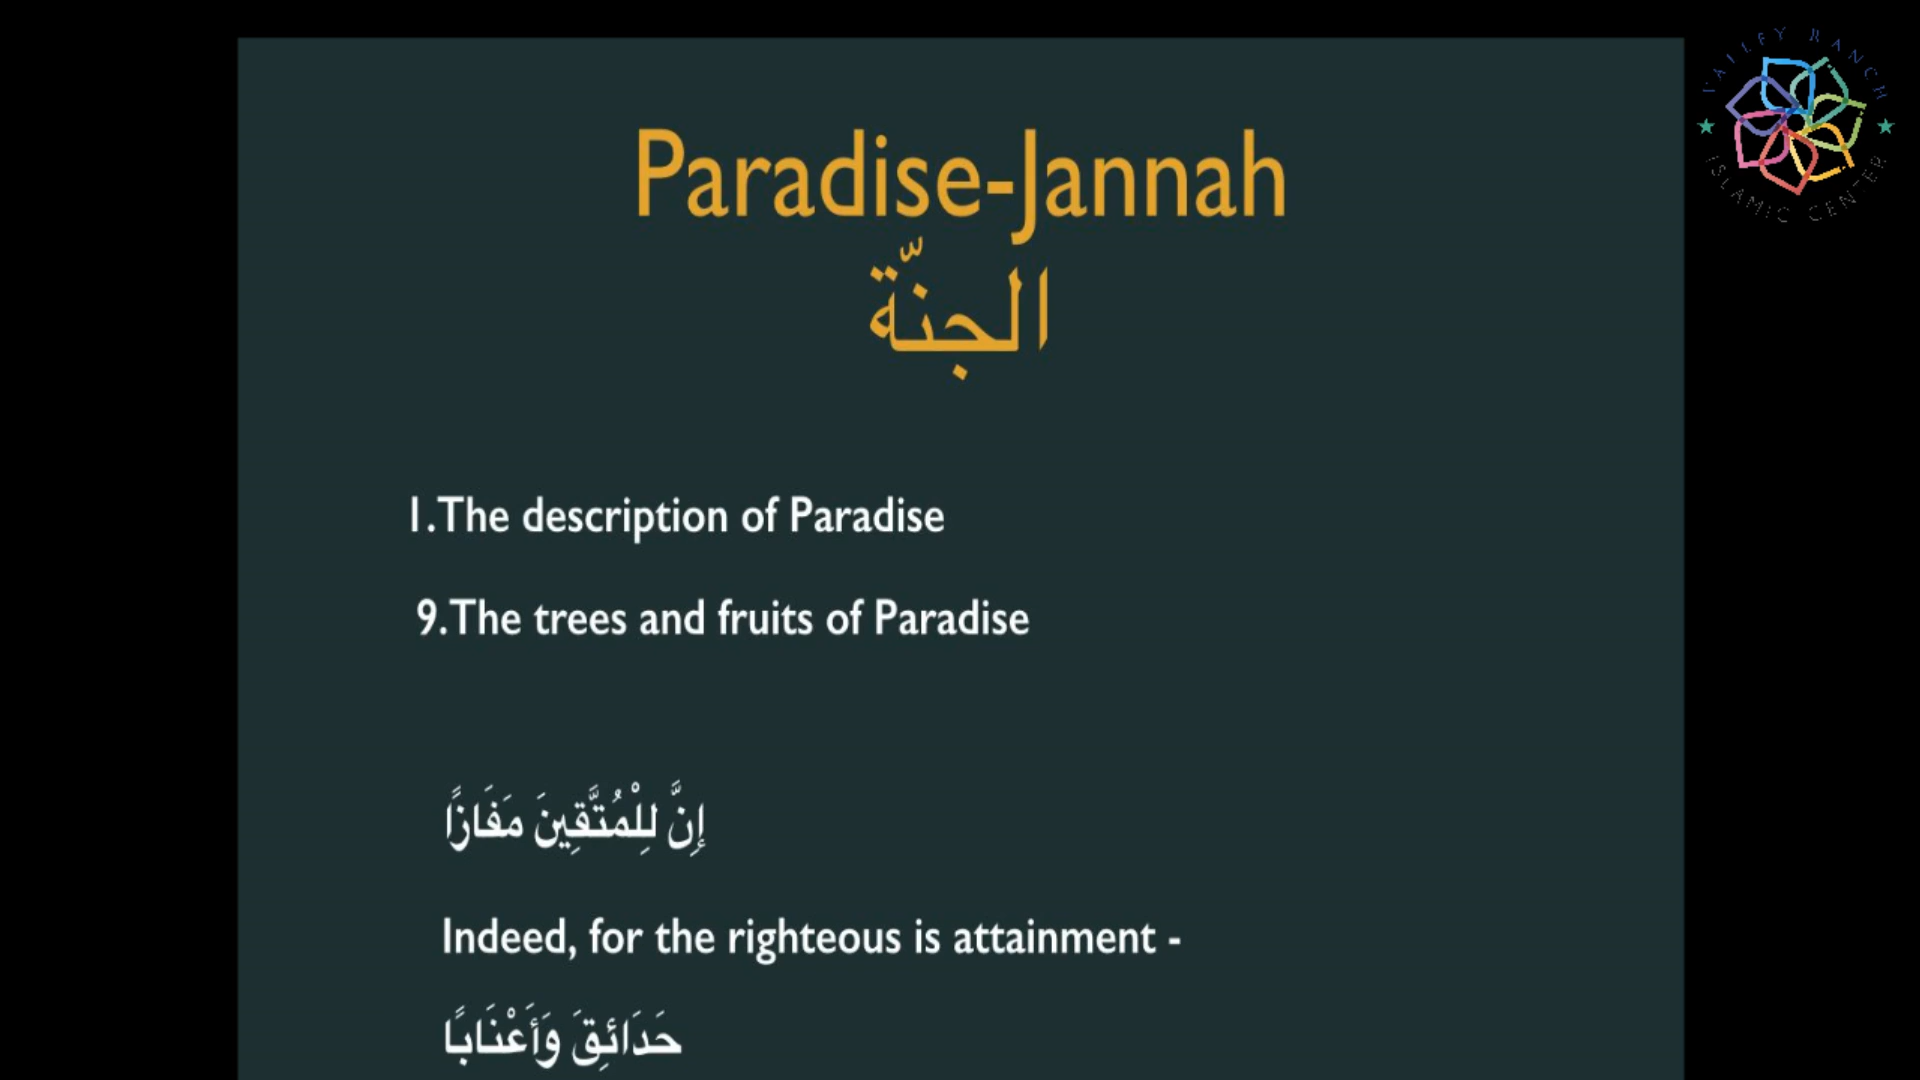 Paradise-Jannah
الجنّة
1.The description of Paradise
9.The trees and fruits of Paradise
إِنَّ لِلْمُتَّقِينَ مَفَازًا
Indeed, for the righteous is attainment -
حَدَائِقَ وَأَعْنَابًا
VALLEY RANCH
ISLAMIC CENTER